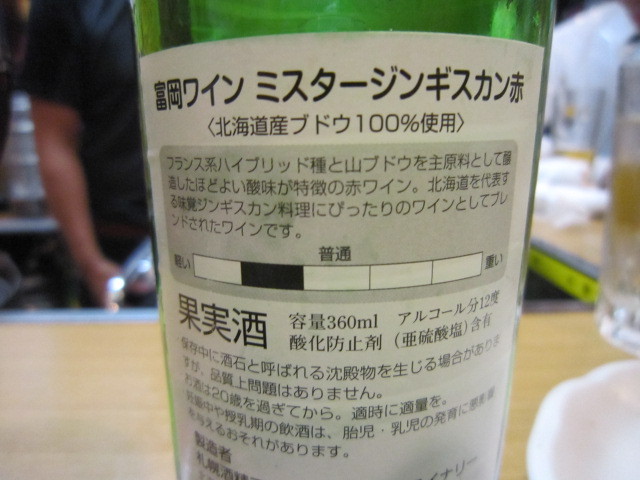 富岡ワイン ミスタージンギスカン赤
〈北海道産ブドウ100%使用〉
フランス系ハイブリッド種と山ブドウを主原料として醸
造したほどよい酸味が特徴の赤ワイン。北海道を代表す
る味覚ジンギスカン料理にぴったりのワインとしてブレ
ンドされたワインです。
普通
軽い 重い
果実酒 容量360ml アルコール分12度
酸化防止剤（亜硫酸塩）含有
保存中に酒石と呼ばれる沈殿物を生じる場合がありま
すが、品質上問題はありません。
お酒は20歳を過ぎてから。適時に適量を。
妊娠中や授乳期の飲酒は、胎児・乳児の発育に悪影響
を与えるおそれがあります。
製造者
札幌酒精 イナリー